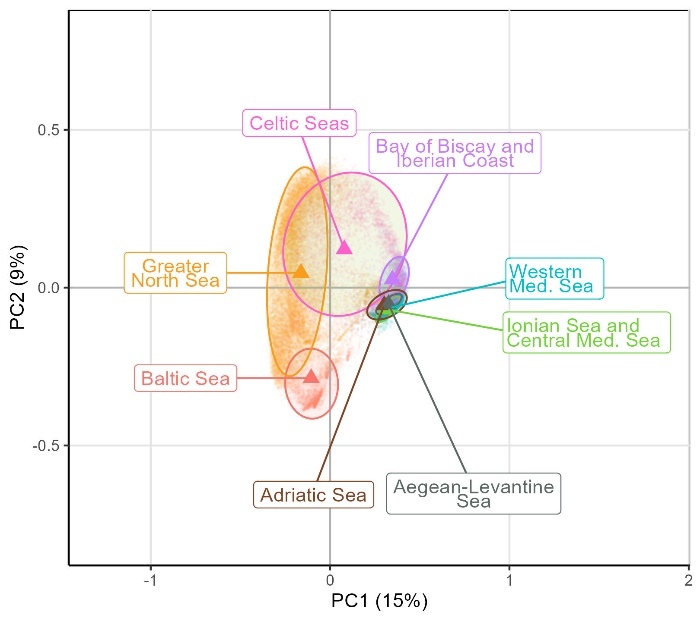 Celtic Seas
Bay of Biscay and
Iberian Coast
Greater
North Sea
Western
Med. Sea
Ionian Sea and
Central Med. Sea
Baltic Sea
Adriatic Sea
Aegean-Levantine
Sea
0.5
0.0
-0.5
-1
0
1
2
PC1 (15%)
PC2 (9%)